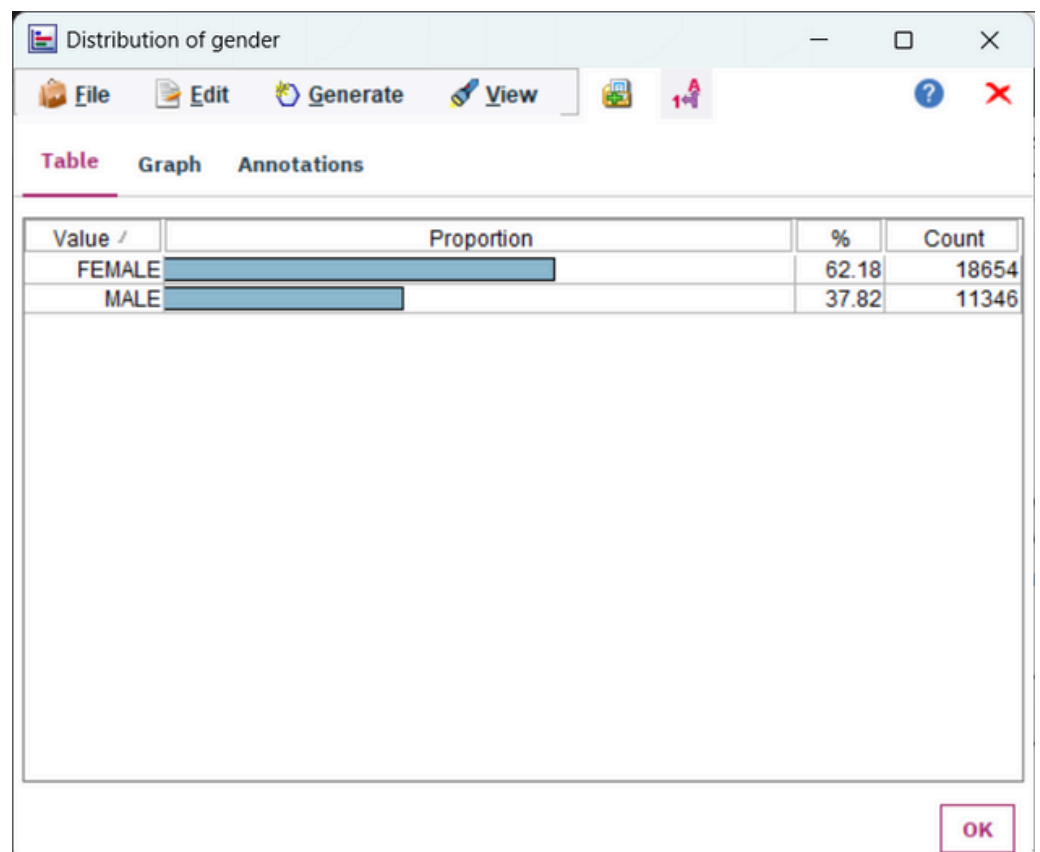 Distribution of gender
File Edit Generate View
Table Graph Annotations
Value Proportion % Count
FEMALE 62.18 18654
MALE 37.82 11346
OK